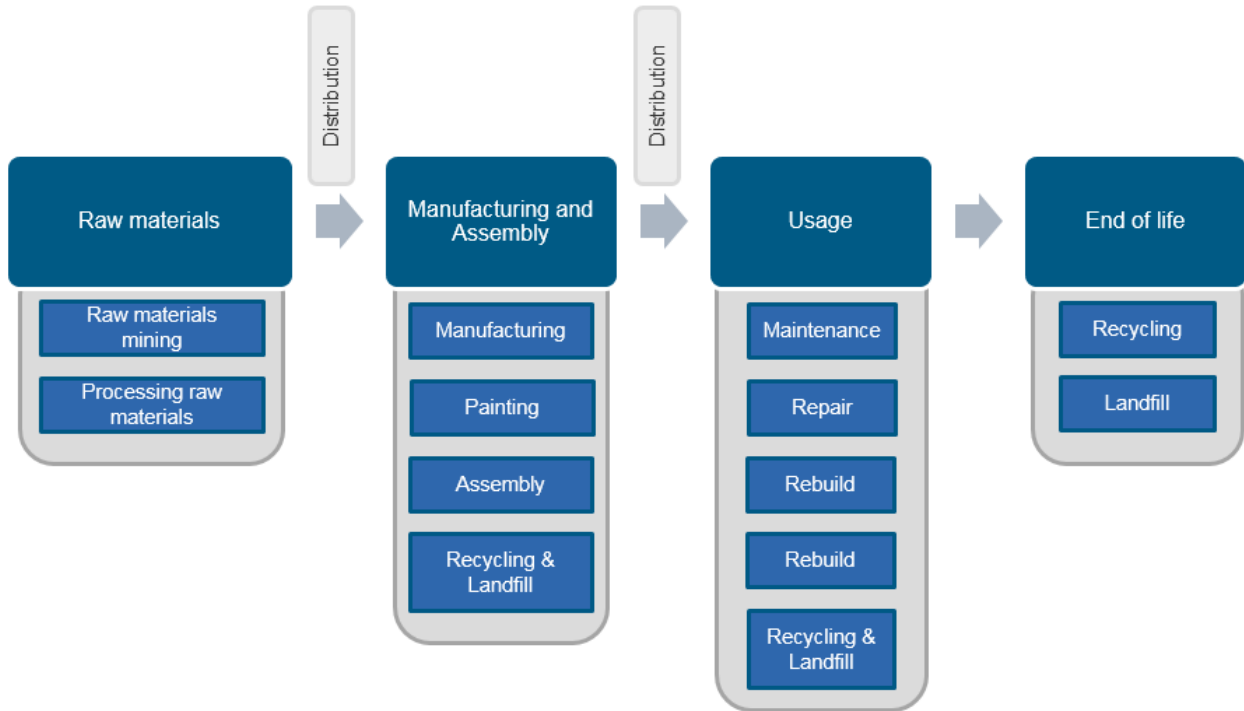 Distribution
Distribution
Raw materials
Manufacturing and
Assembly
Usage
End of life
Raw materials
mining
Processing raw
materials
Manufacturing
Painting
Assembly
Recycling &
Landfill
Maintenance
Repair
Rebuild
Rebuild
Recycling &
Landfill
Recycling
Landfill